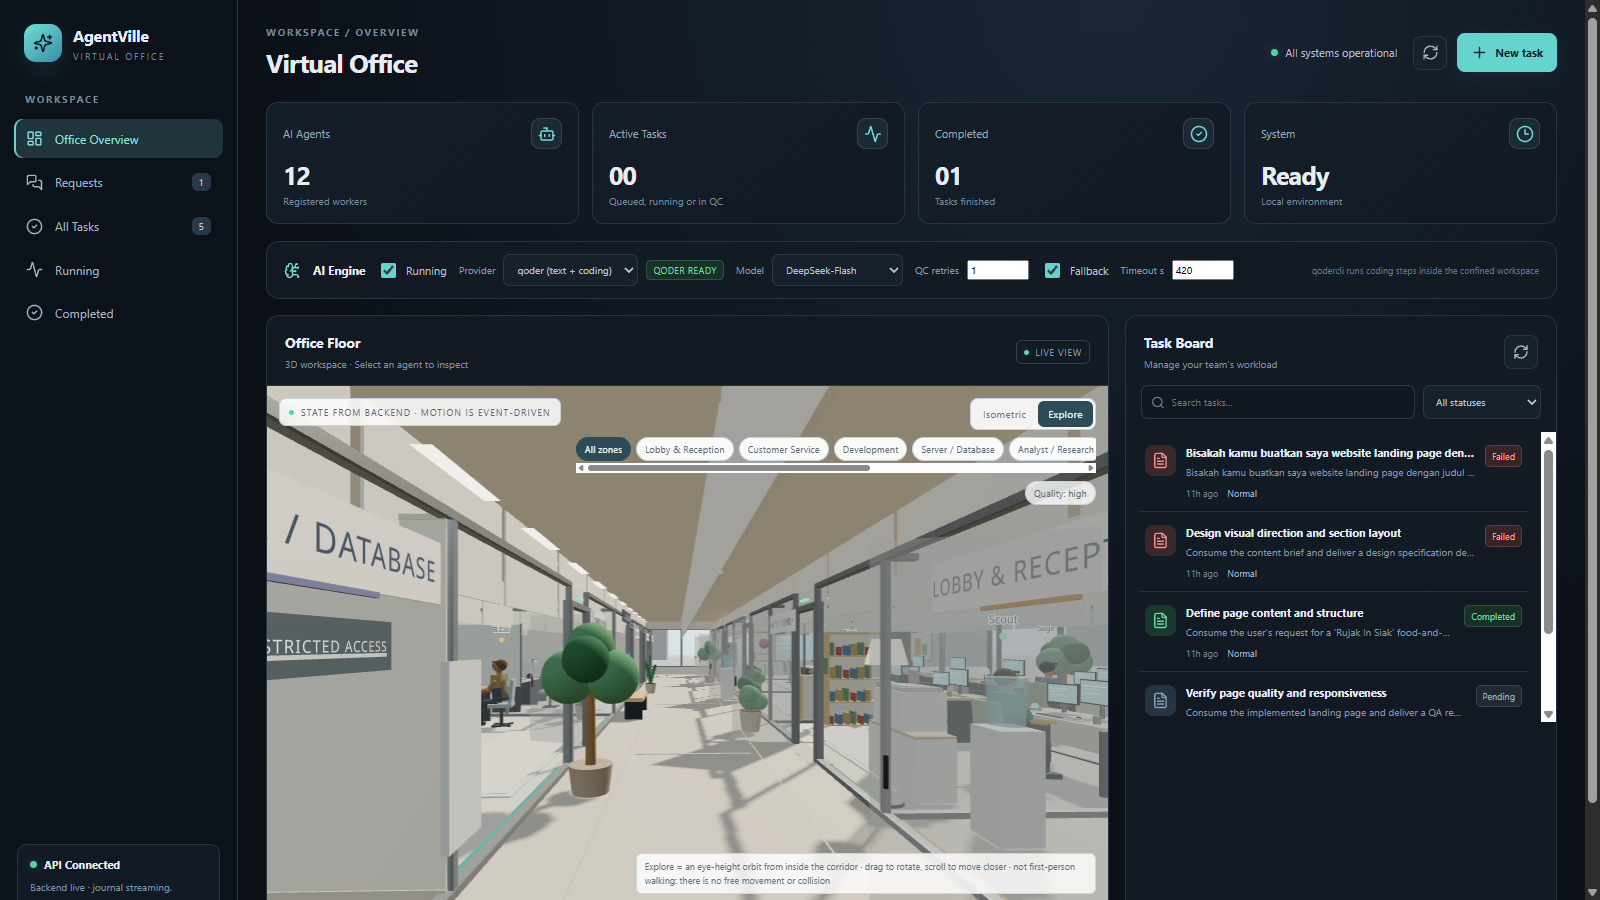 AgentVille
VIRTUAL OFFICE
WORKSPACE
Office Overview
Requests 1
All Tasks 5
Running
Completed
API Connected
Backend live · journal streaming.
WORKSPACE / OVERVIEW
Virtual Office
All systems operational
New task
AI Agents
12
Registered workers
Active Tasks
00
Queued, running or in QC
Completed
01
Tasks finished
System
Ready
Local environment
AI Engine Running Provider qoder (text + coding) QODER READY Model DeepSeek-Flash QC retries 1 Fallback Timeout s 420 qodercli runs coding steps inside the confined workspace
Office Floor
3D workspace · Select an agent to inspect
LIVE VIEW
STATE FROM BACKEND · MOTION IS EVENT-DRIVEN
Isometric Explore
All zones Lobby & Reception Customer Service Development Server / Database Analyst / Research
Quality: high
/ DATABASE
STRICTED ACCESS
LOBBY & RECEPT
Scout
Sage
Explore = an eye-height orbit from inside the corridor · drag to rotate, scroll to move closer · not first-person
walking: there is no free movement or collision
Task Board
Manage your team's workload
Search tasks...
All statuses
Bisakah kamu buatkan saya website landing page den... Failed
Bisakah kamu buatkan saya website landing page dengan judul ...
11h ago Normal
Design visual direction and section layout Failed
Consume the content brief and deliver a design specification de...
11h ago Normal
Define page content and structure Completed
Consume the user's request for a 'Rujak In Siak' food-and-...
11h ago Normal
Verify page quality and responsiveness Pending
Consume the implemented landing page and deliver a QA re...